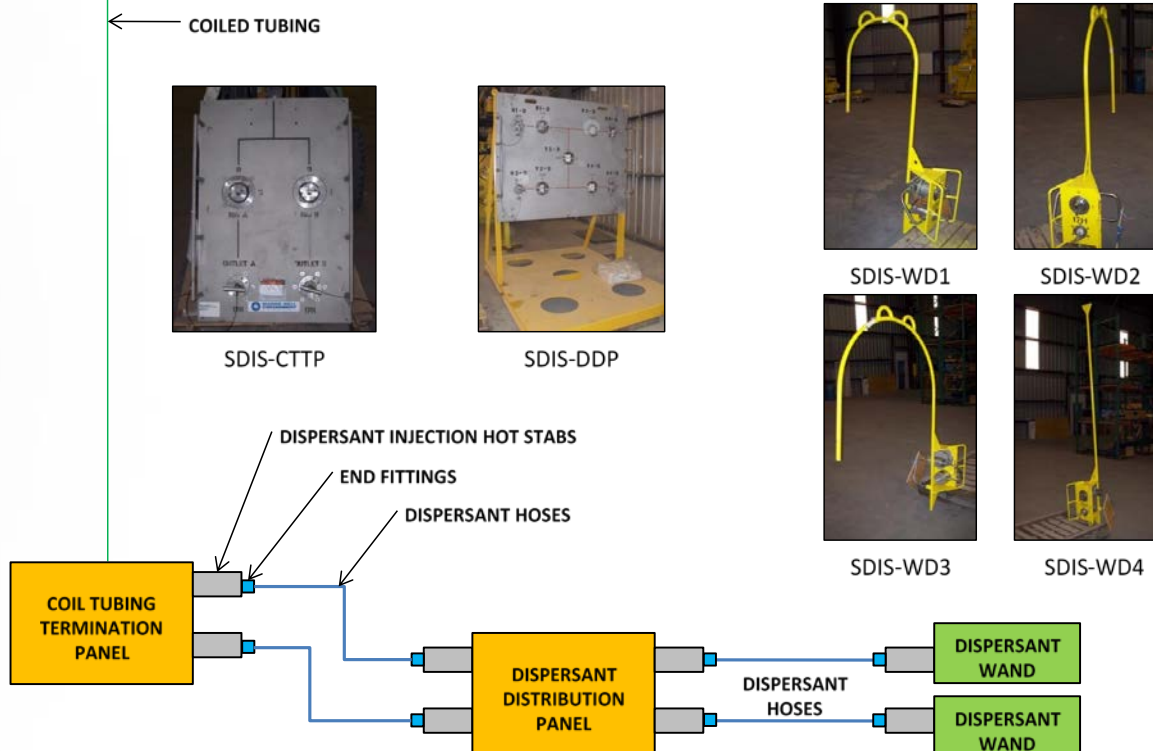 COILED TUBING
SDIS-CTTP
SDIS-DDP
SDIS-WD1
SDIS-WD2
SDIS-WD3
SDIS-WD4
OUTLET A
DISPERSANT INJECTION HOT STABS
END FITTINGS
DISPERSANT HOSES
COIL TUBING
TERMINATION
PANEL
DISPERSANT
DISTRIBUTION
PANEL
DISPERSANT
HOSES
DISPERSANT
WAND
DISPERSANT
WAND